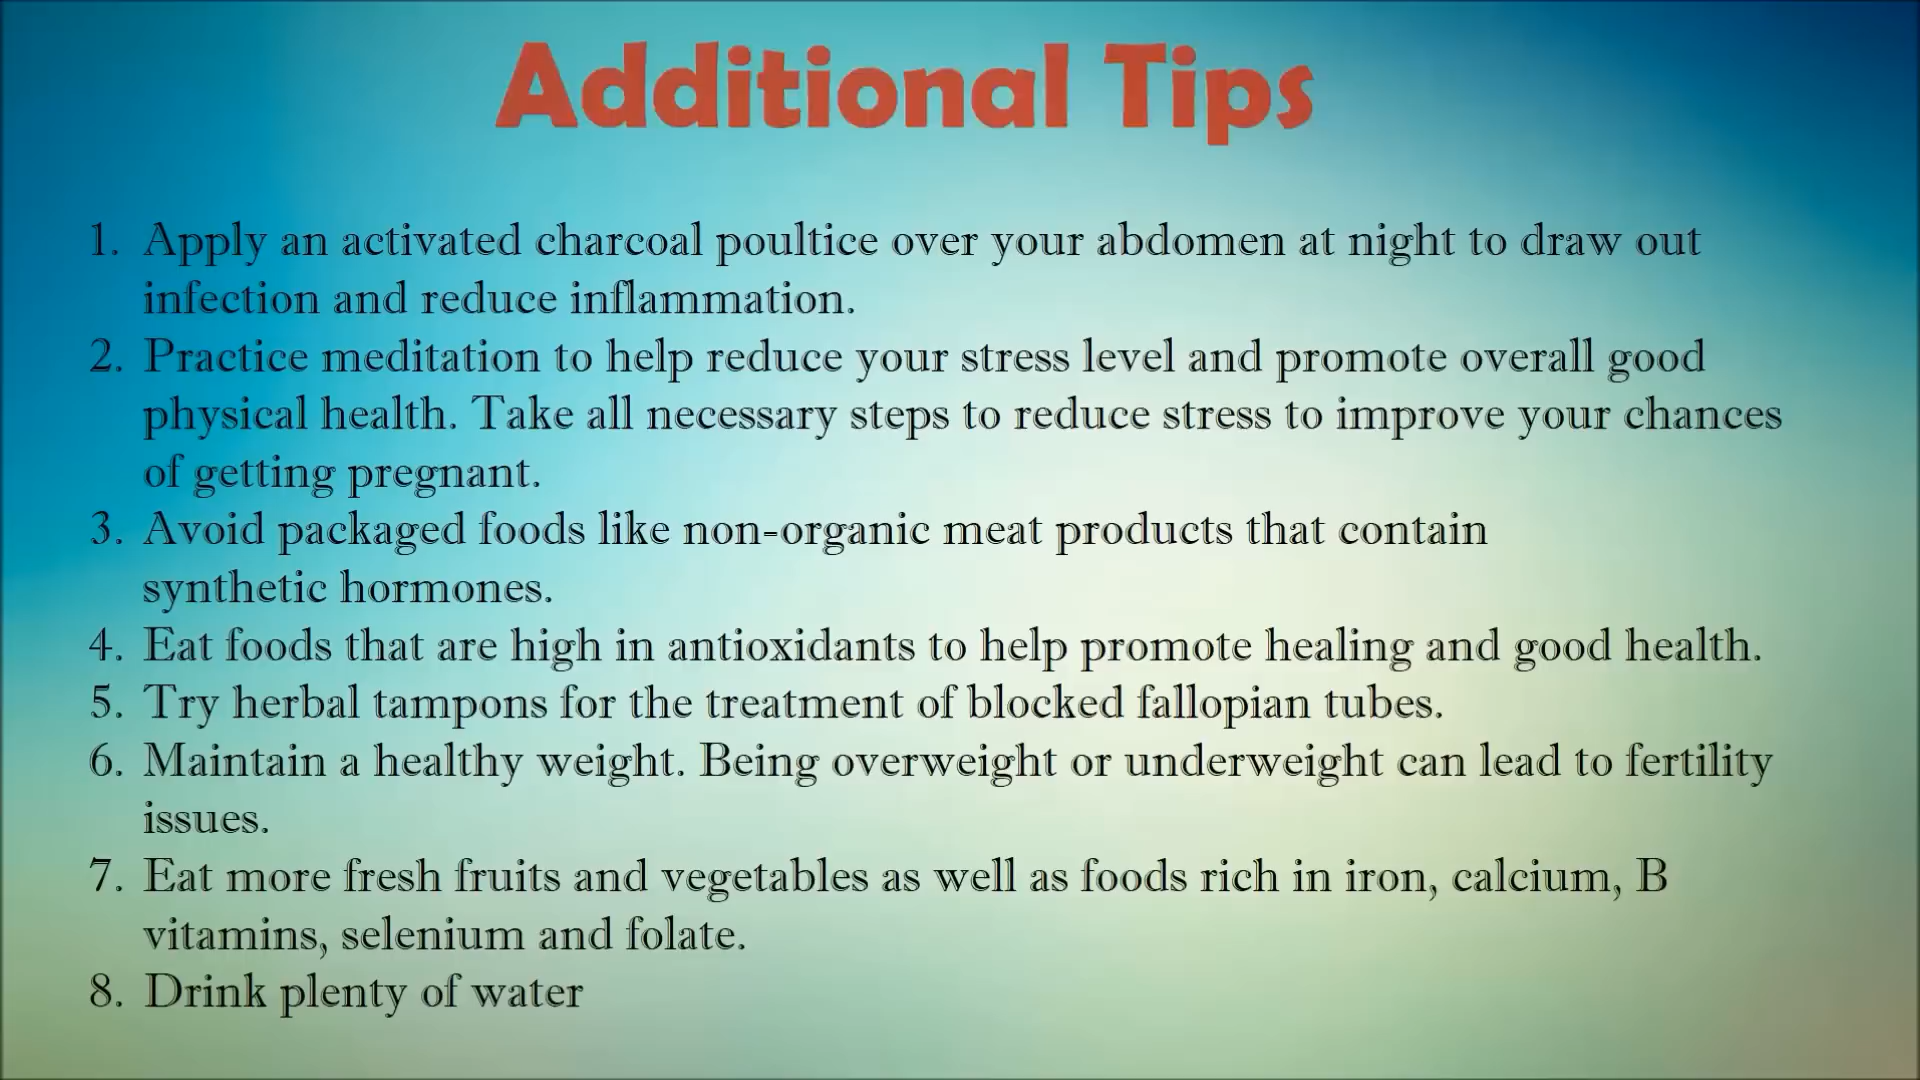 Additional Tips
1. Apply an activated charcoal poultice over your abdomen at night to draw out
infection and reduce inflammation.
2. Practice meditation to help reduce your stress level and promote overall good
physical health. Take all necessary steps to reduce stress to improve your chances
of getting pregnant.
3. Avoid packaged foods like non-organic meat products that contain
synthetic hormones.
4. Eat foods that are high in antioxidants to help promote healing and good health.
5. Try herbal tampons for the treatment of blocked fallopian tubes.
6. Maintain a healthy weight. Being overweight or underweight can lead to fertility
issues.
7. Eat more fresh fruits and vegetables as well as foods rich in iron, calcium, B
vitamins, selenium and folate.
8. Drink plenty of water